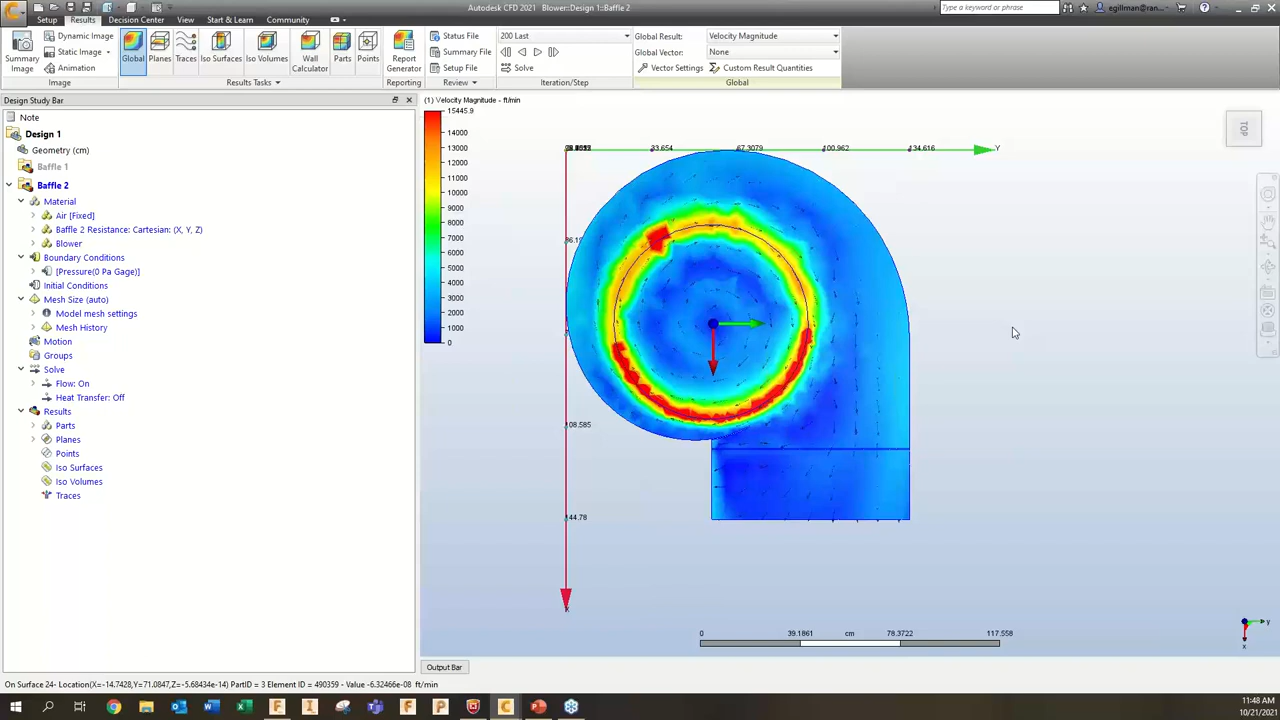 Autodesk CFD 2021 Blower::Design 1::Baffle 2
Type a keyword or phrase
egillman@ran...
Setup Results Decision Center View Start & Learn Community
Summary Image
Dynamic Image
Static Image
Animation
Image
Global Planes Traces Iso Surfaces Iso Volumes Wall Calculator Parts Points
Results Tasks
Report Generator
Reporting
Status File
Summary File
Setup File
Review
200 Last
Solve
Iteration/Step
Global Result: Velocity Magnitude
Global Vector: None
Vector Settings Custom Result Quantities
Global
Design Study Bar
Note
Design 1
Geometry (cm)
Baffle 1
Baffle 2
Material
Air [Fixed]
Baffle 2 Resistance: Cartesian: (X, Y, Z)
Blower
Boundary Conditions
[Pressure(0 Pa Gage)]
Initial Conditions
Mesh Size (auto)
Model mesh settings
Mesh History
Motion
Groups
Solve
Flow: On
Heat Transfer: Off
Results
Parts
Planes
Points
Iso Surfaces
Iso Volumes
Traces
(1) Velocity Magnitude - ft/min
15445.9
14000
13000
12000
11000
10000
9000
8000
7000
6000
5000
4000
3000
2000
1000
0
33.654 67.3079 100.962 134.616 Y
108.585
144.78
X
TOP
0 39.1861 cm 78.3722 117.558
y
x
Output Bar
On Surface 24- Location(X=-14.7428,Y=71.0847,Z=-5.68434e-14) PartID = 3 Element ID = 490359 - Value -6.32466e-08 ft/min
11:48 AM
10/21/2021